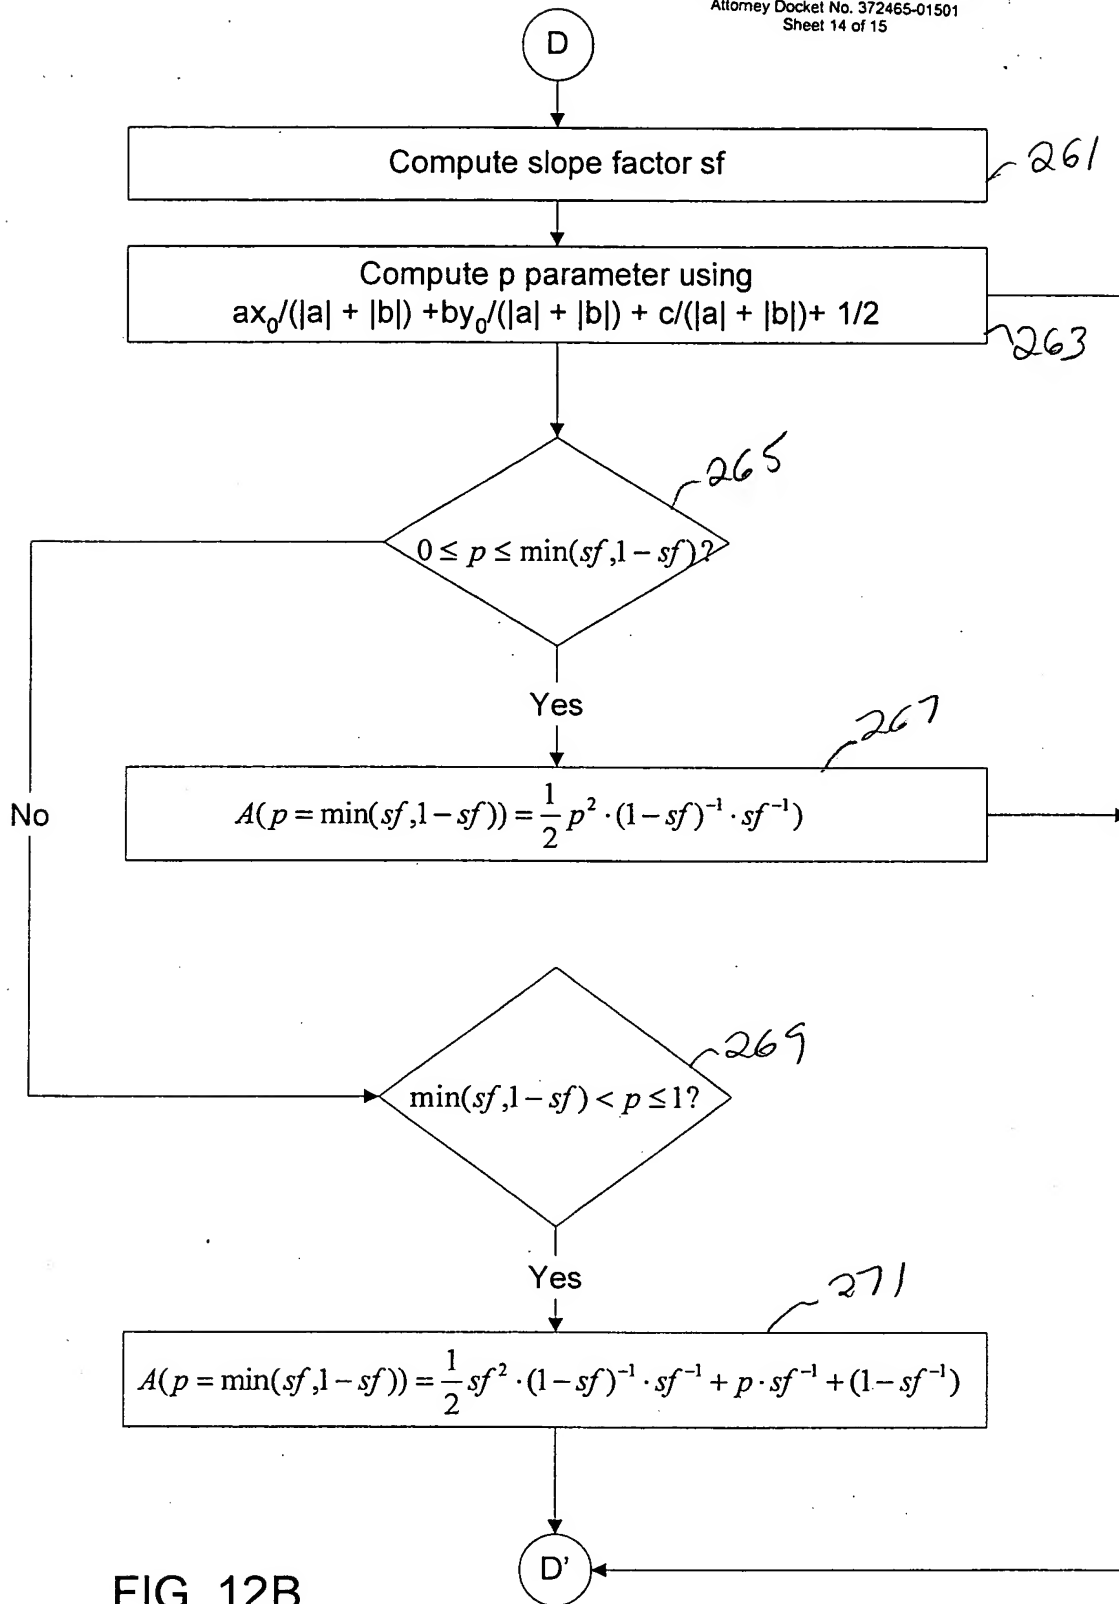 Attorney Docket No. 372465-01501
Sheet 14 of 15
D
Compute slope factor sf
261
Compute p parameter using
ax₀/(|a| + |b|) +by₀/(|a| + |b|) + c/(|a| + |b|)+ 1/2
263
265
0 ≤ p ≤ min(sf,1 − sf)?
Yes
267
No
A(p = min(sf,1 − sf)) = 1/2 p² · (1 − sf)⁻¹ · sf⁻¹)
269
min(sf,1 − sf) < p ≤ 1?
Yes
271
A(p = min(sf,1 − sf)) = 1/2 sf² · (1 − sf)⁻¹ · sf⁻¹ + p · sf⁻¹ + (1 − sf⁻¹)
D'
FIG. 12B